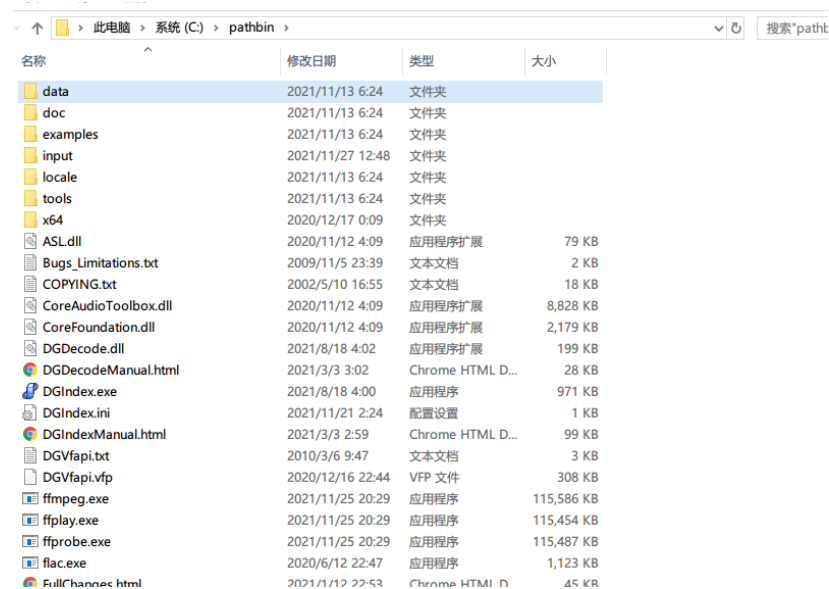 此电脑 › 系统 (C:) › pathbin ›
搜索"pathb
名称 修改日期 类型 大小
data 2021/11/13 6:24 文件夹
doc 2021/11/13 6:24 文件夹
examples 2021/11/13 6:24 文件夹
input 2021/11/27 12:48 文件夹
locale 2021/11/13 6:24 文件夹
tools 2021/11/13 6:24 文件夹
x64 2020/12/17 0:09 文件夹
ASL.dll 2020/11/12 4:09 应用程序扩展 79 KB
Bugs_Limitations.txt 2009/11/5 23:39 文本文档 2 KB
COPYING.txt 2002/5/10 16:55 文本文档 18 KB
CoreAudioToolbox.dll 2020/11/12 4:09 应用程序扩展 8,828 KB
CoreFoundation.dll 2020/11/12 4:09 应用程序扩展 2,179 KB
DGDecode.dll 2021/8/18 4:02 应用程序扩展 199 KB
DGDecodeManual.html 2021/3/3 3:02 Chrome HTML D... 28 KB
DGIndex.exe 2021/8/18 4:00 应用程序 971 KB
DGIndex.ini 2021/11/21 2:24 配置设置 1 KB
DGIndexManual.html 2021/3/3 2:59 Chrome HTML D... 99 KB
DGVfapi.txt 2010/3/6 9:47 文本文档 3 KB
DGVfapi.vfp 2020/12/16 22:44 VFP 文件 308 KB
ffmpeg.exe 2021/11/25 20:29 应用程序 115,586 KB
ffplay.exe 2021/11/25 20:29 应用程序 115,454 KB
ffprobe.exe 2021/11/25 20:29 应用程序 115,487 KB
flac.exe 2020/6/12 22:47 应用程序 1,123 KB
FullChanges.html 2021/1/12 22:53 Chrome HTML D... 45 KB